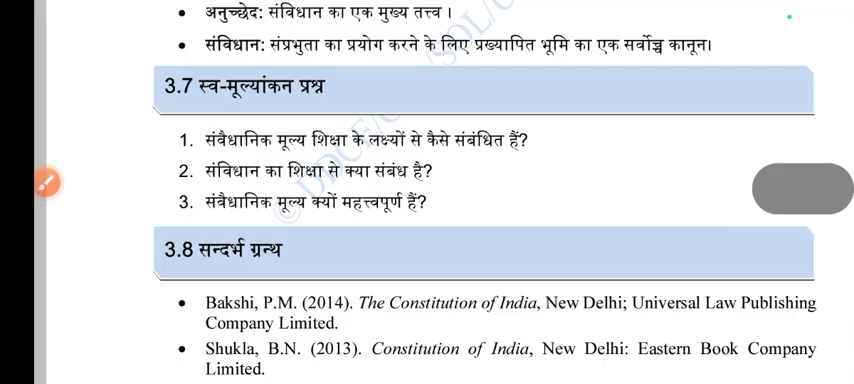 • अनुच्छेद: संविधान का एक मुख्य तत्त्व।
• संविधान: संप्रभुता का प्रयोग करने के लिए प्रख्यापित भूमि का एक सर्वोच्च कानून।
3.7 स्व-मूल्यांकन प्रश्न
1. संवैधानिक मूल्य शिक्षा के लक्ष्यों से कैसे संबंधित हैं?
2. संविधान का शिक्षा से क्या संबंध है?
3. संवैधानिक मूल्य क्यों महत्त्वपूर्ण हैं?
3.8 सन्दर्भ ग्रन्थ
• Bakshi, P.M. (2014). The Constitution of India, New Delhi; Universal Law Publishing
Company Limited.
• Shukla, B.N. (2013). Constitution of India, New Delhi: Eastern Book Company
Limited.